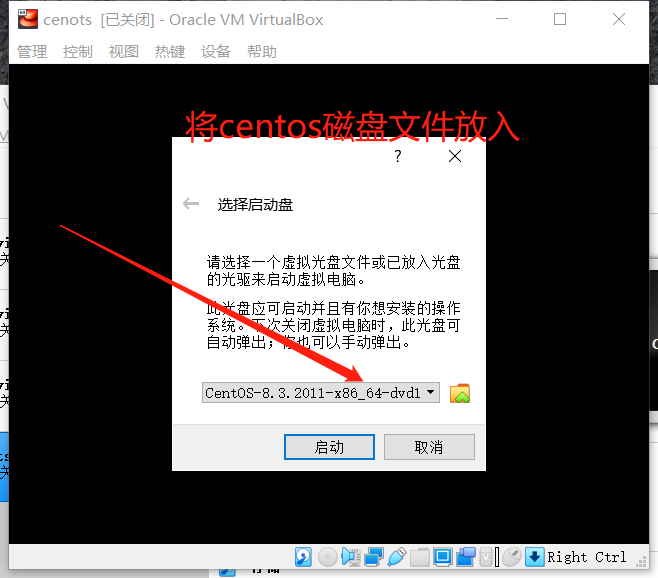 cenots [已关闭] - Oracle VM VirtualBox
管理 控制 视图 热键 设备 帮助
将centos磁盘文件放入
?
选择启动盘
请选择一个虚拟光盘文件或已放入光盘
的光驱来启动虚拟电脑。
此光盘应可启动并且有你想安装的操作
系统。下次关闭虚拟电脑时，此光盘可
自动弹出；你也可以手动弹出。
CentOS-8.3.2011-x86_64-dvd1
启动 取消
Right Ctrl